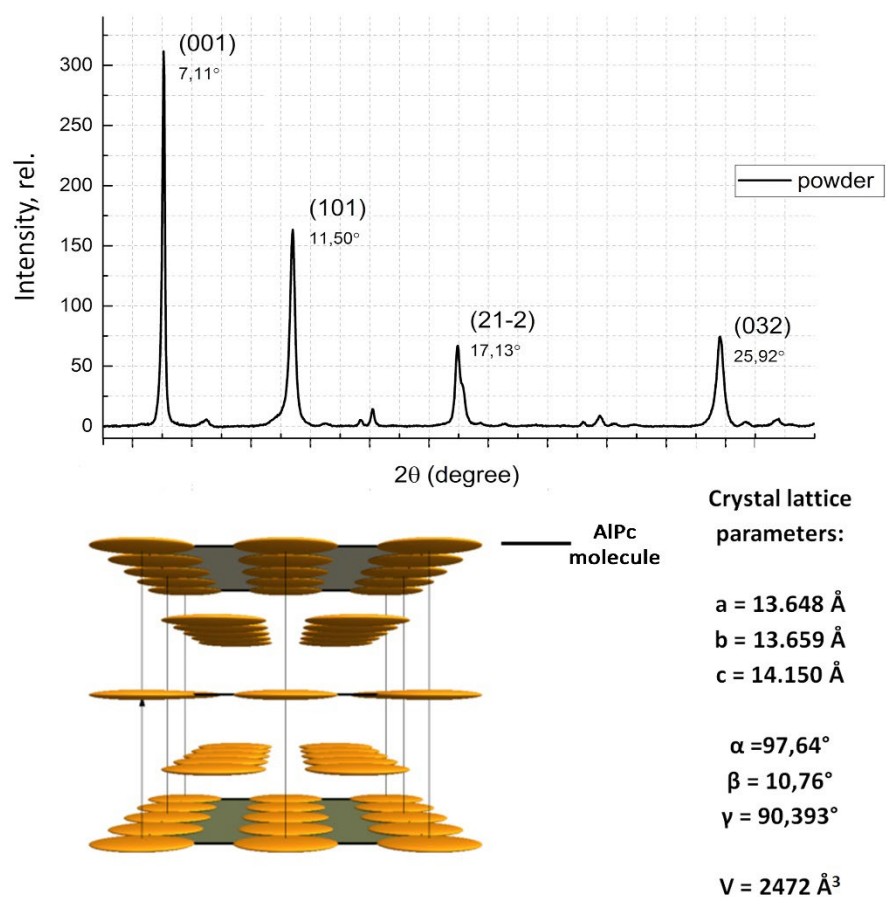 300
250
200
150
100
50
0
Intensity, rel.
(001)
7,11°
(101)
11,50°
(21-2)
17,13°
(032)
25,92°
powder
2θ (degree)
AlPc
molecule
Crystal lattice
parameters:
a = 13.648 Å
b = 13.659 Å
c = 14.150 Å
α =97,64°
β = 10,76°
γ = 90,393°
V = 2472 Å³